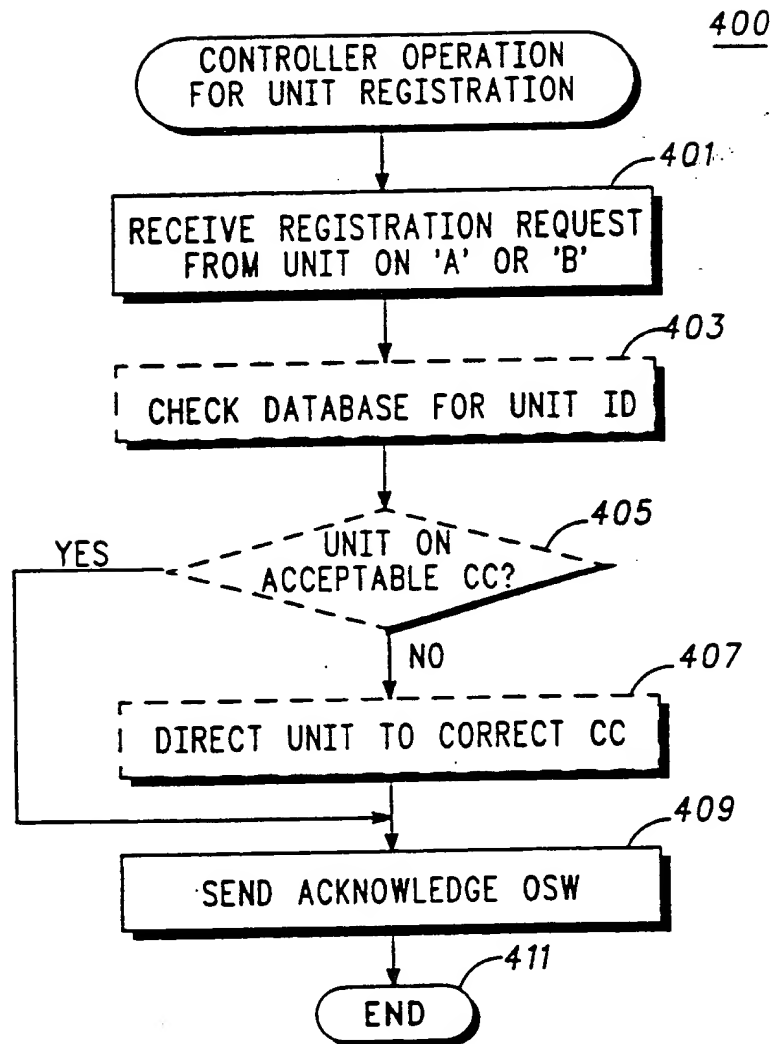 400
CONTROLLER OPERATION
FOR UNIT REGISTRATION
401
RECEIVE REGISTRATION REQUEST
FROM UNIT ON 'A' OR 'B'
403
CHECK DATABASE FOR UNIT ID
405
YES
UNIT ON
ACCEPTABLE CC?
NO
407
DIRECT UNIT TO CORRECT CC
409
SEND ACKNOWLEDGE OSW
411
END